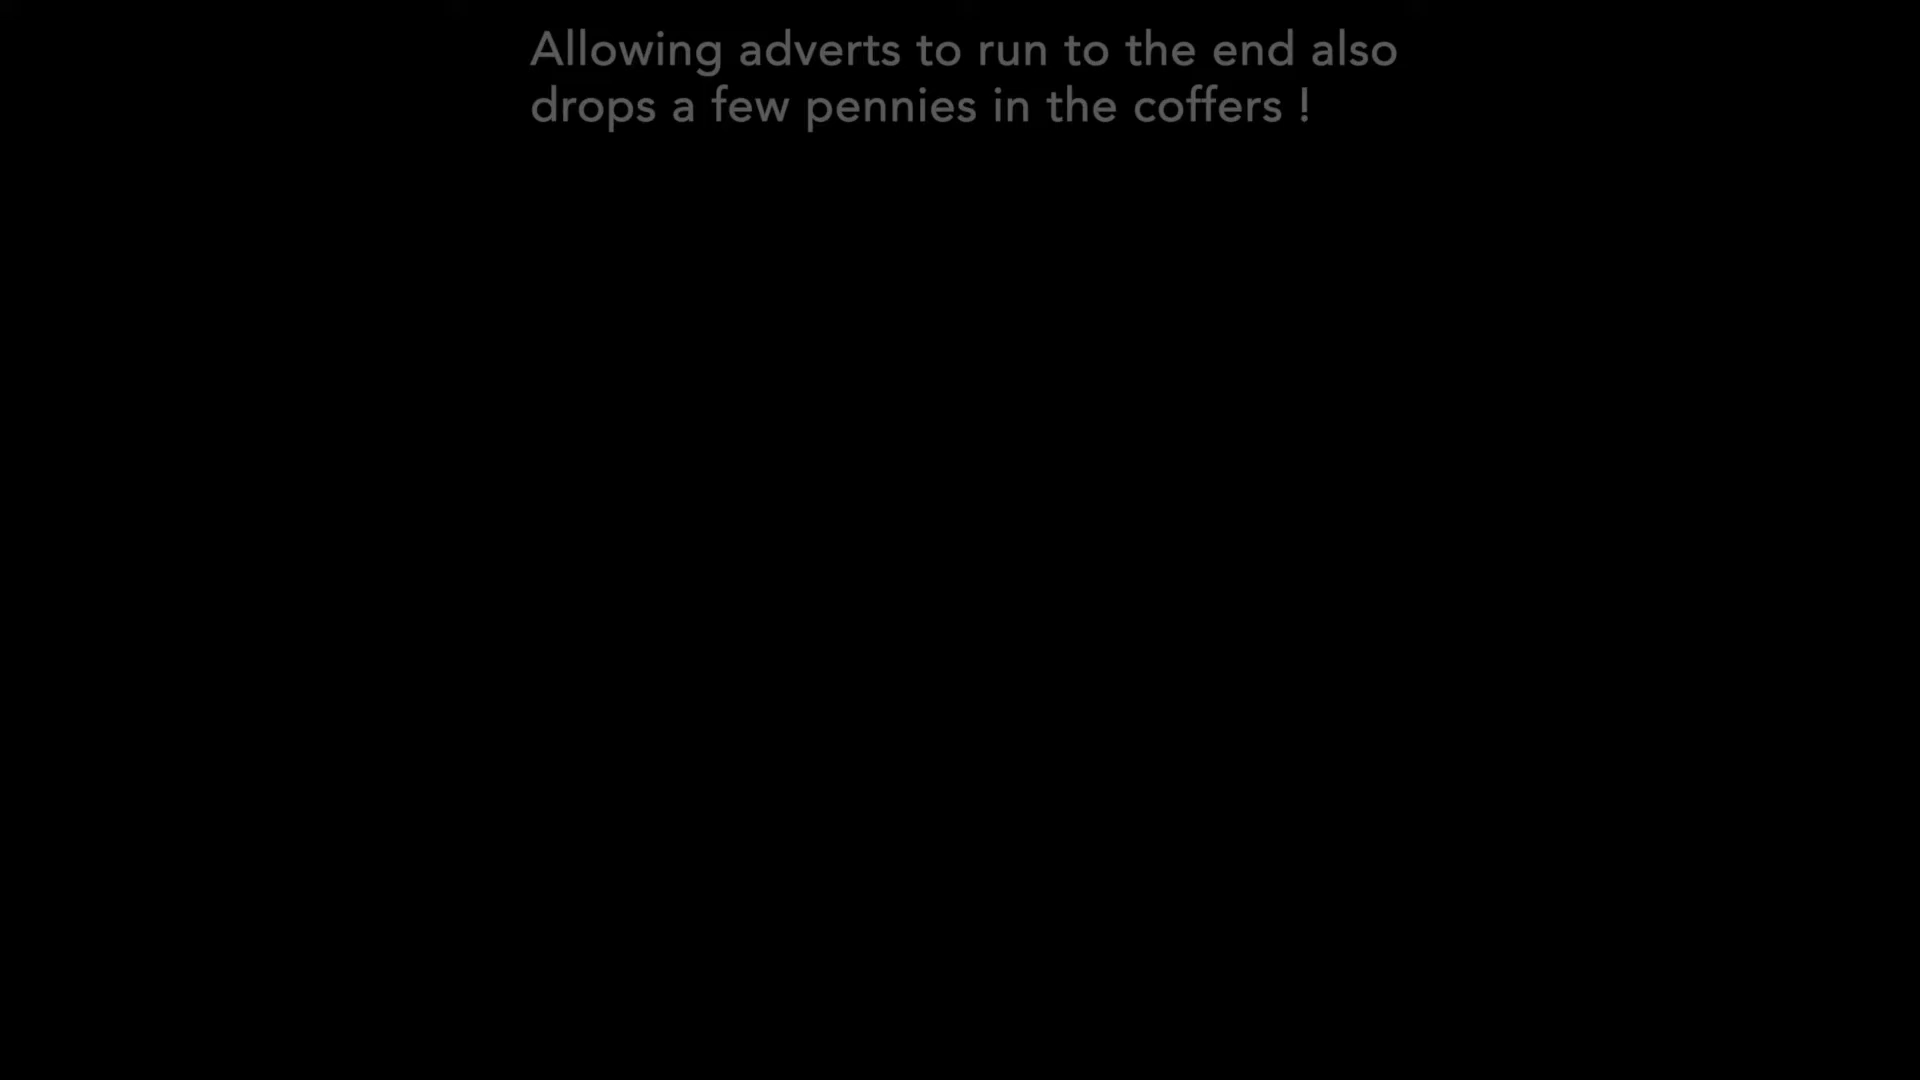 Allowing adverts to run to the end also
drops a few pennies in the coffers !